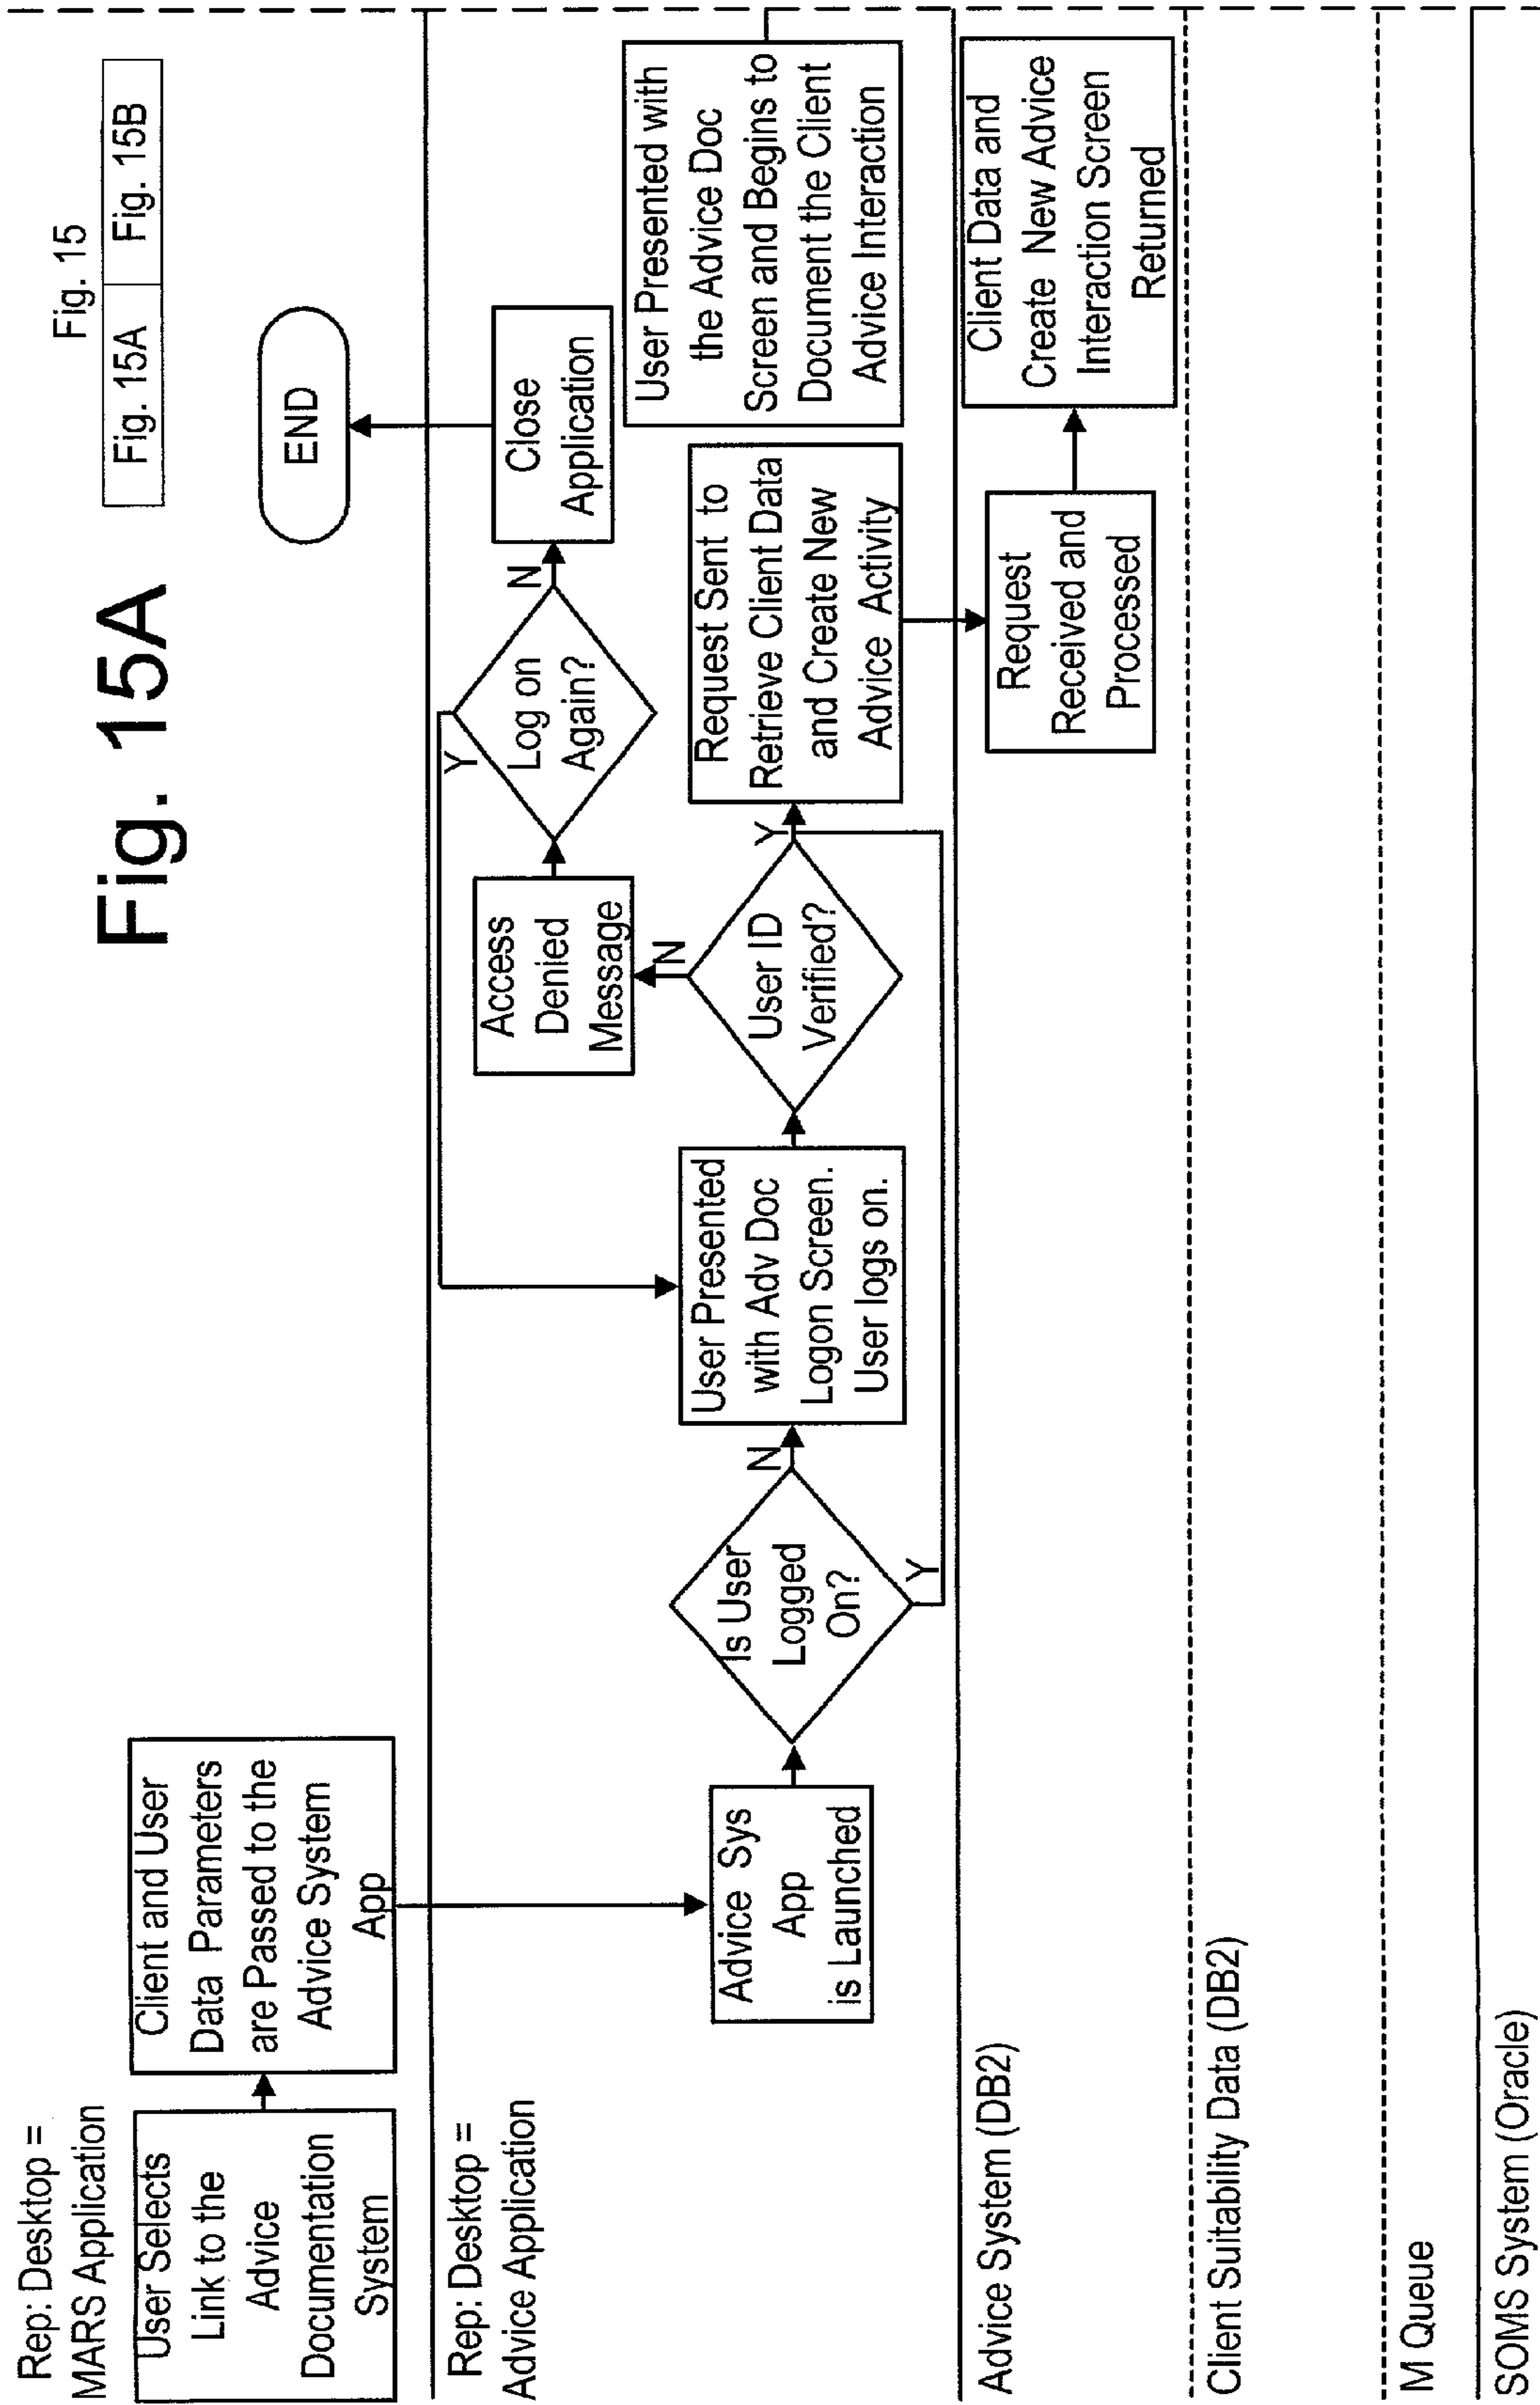 Fig. 15A
Fig. 15
Fig. 15A
Fig. 15B
Rep: Desktop =
MARS Application
User Selects
Link to the
Advice
Documentation
System
Client and User
Data Parameters
are Passed to the
Advice System
App
END
Rep: Desktop =
Advice Application
Advice Sys
App
is Launched
Is User
Logged
On?
N
Y
User Presented
with Adv Doc
Logon Screen.
User logs on.
User ID
Verified?
N
Y
Access
Denied
Message
Log on
Again?
Y
N
Close
Application
Request Sent to
Retrieve Client Data
and Create New
Advice Activity
User Presented with
the Advice Doc
Screen and Begins to
Document the Client
Advice Interaction
Advice System (DB2)
Request
Received and
Processed
Client Data and
Create New Advice
Interaction Screen
Returned
Client Suitability Data (DB2)
M Queue
SOMS System (Oracle)